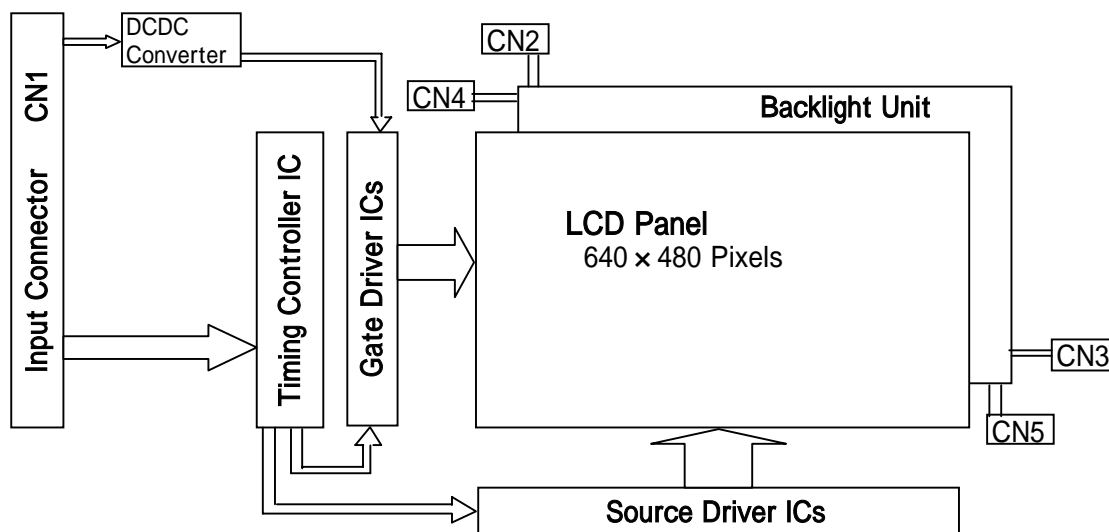 DCDC
Converter
Input Connector CN1
CN2
CN4
Backlight Unit
Timing Controller IC
Gate Driver ICs
LCD Panel
640 × 480 Pixels
CN3
CN5
Source Driver ICs